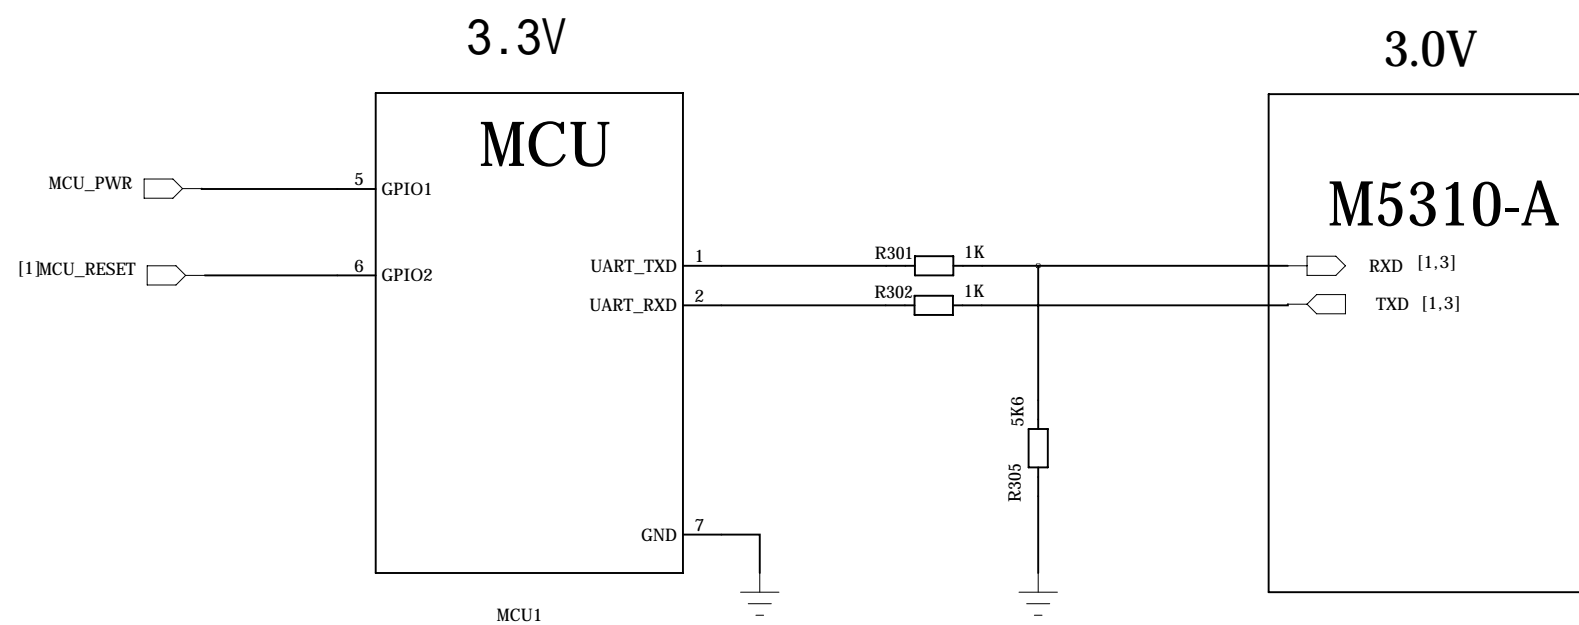 3.3V
3.0V
MCU
M5310-A
MCU_PWR
5
GPIO1
[1]MCU_RESET
6
GPIO2
UART_TXD
1
R301
1K
RXD [1,3]
UART_RXD
2
R302
1K
TXD [1,3]
5K6
R305
GND
7
MCU1